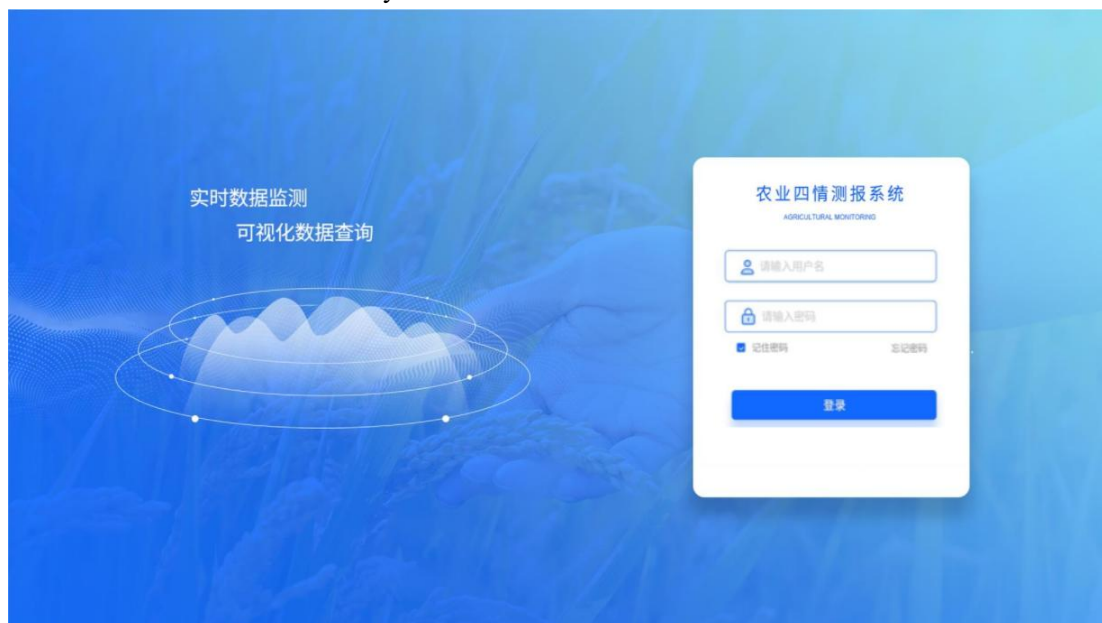 实时数据监测
可视化数据查询
农业四情测报系统
AGRICULTURAL MONITORING
请输入用户名
请输入密码
记住密码 忘记密码
登录